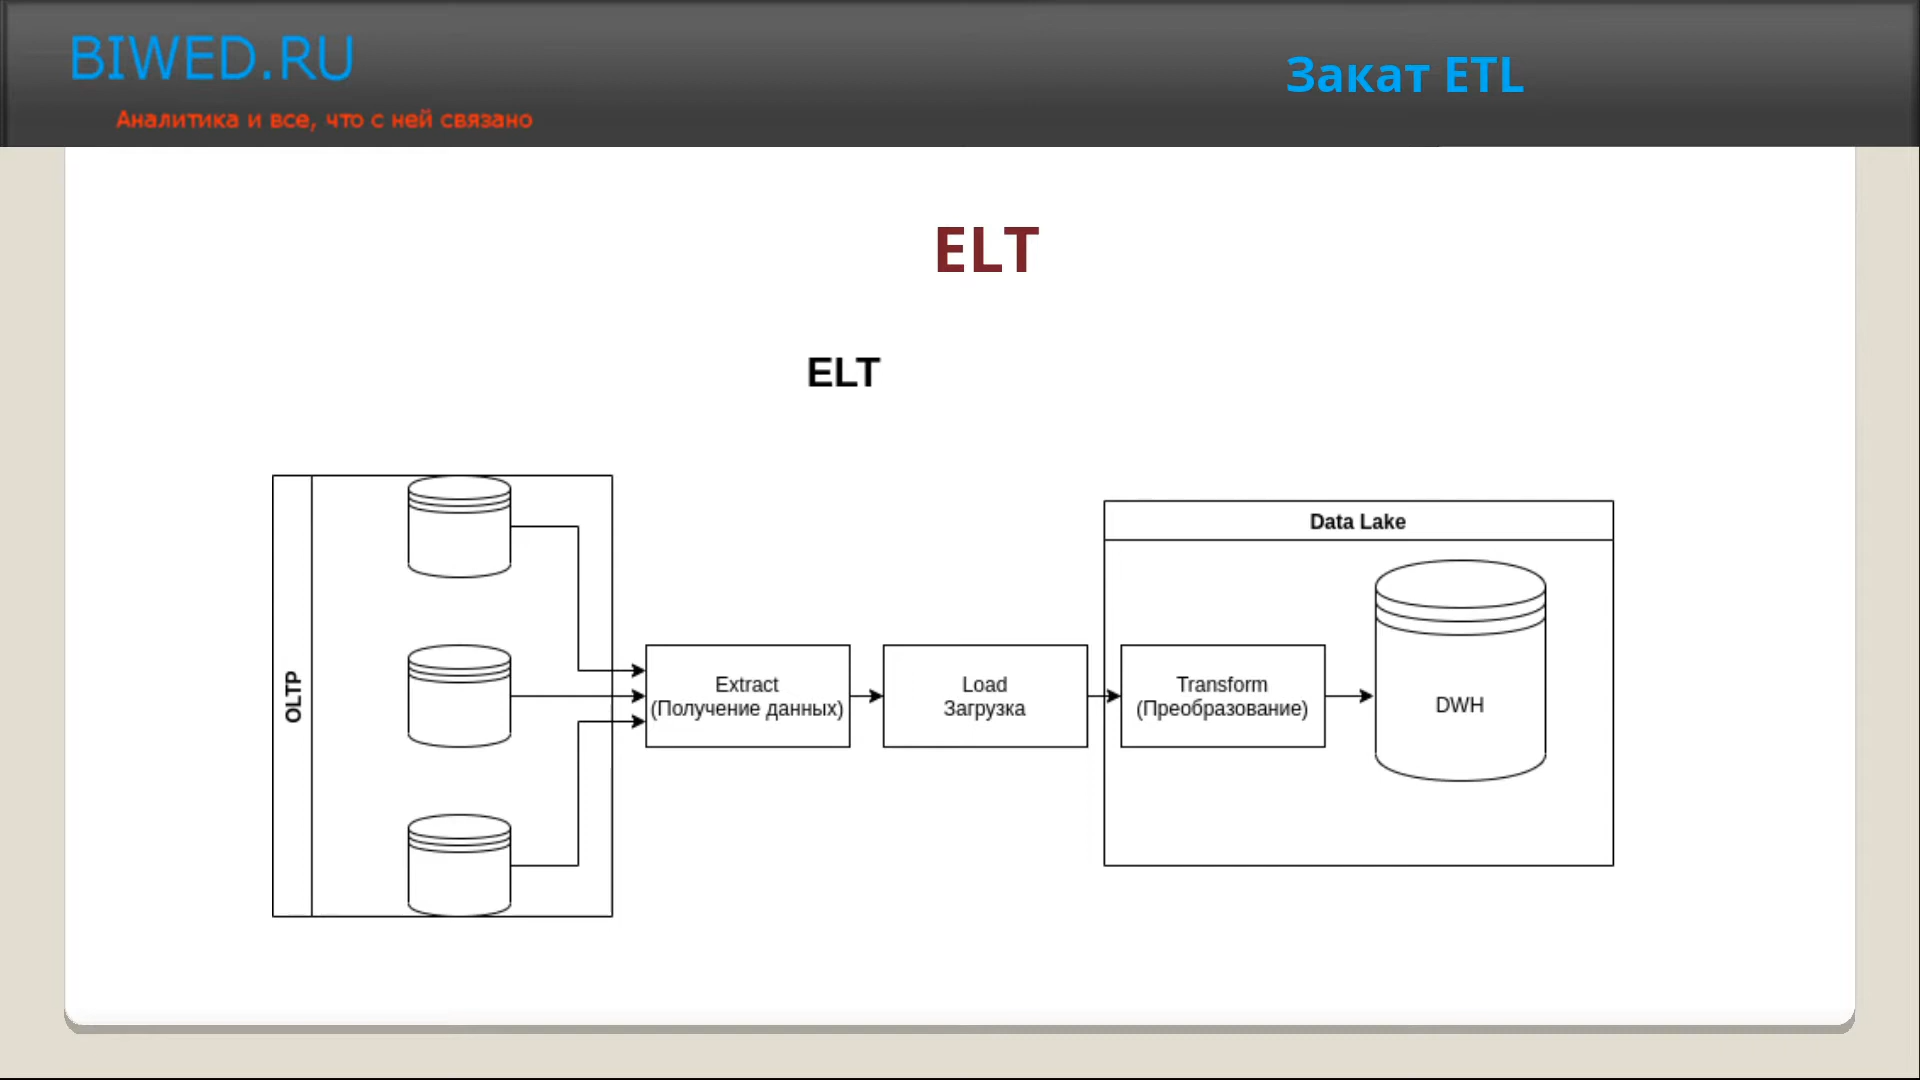 BIWED.RU
Аналитика и все, что с ней связано
Закат ETL
ELT
ELT
OLTP
Extract
(Получение данных)
Load
Загрузка
Data Lake
Transform
(Преобразование)
DWH